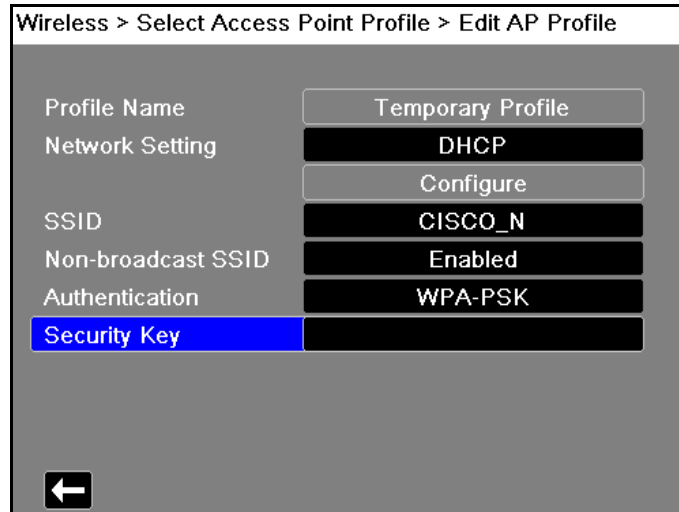 Wireless > Select Access Point Profile > Edit AP Profile
Profile Name Temporary Profile
Network Setting DHCP
Configure
SSID CISCO_N
Non-broadcast SSID Enabled
Authentication WPA-PSK
Security Key